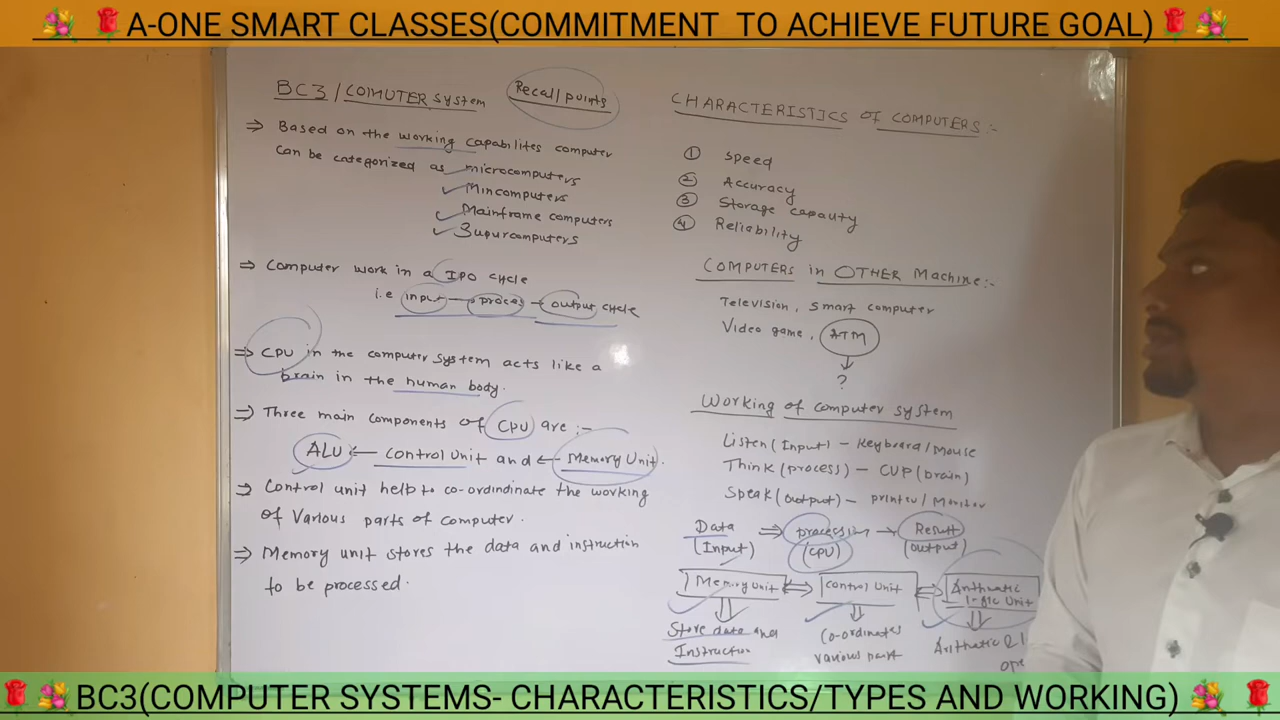 A-ONE SMART CLASSES(COMMITMENT TO ACHIEVE FUTURE GOAL)
BC3/COMUTER System
Recall points
⇒ Based on the working capabilites computer
can be categorized as microcomputers
Mincomputers
Mainframe computers
Supurcomputers
⇒ Computer work in a IPO cycle
i.e input → proces → output cycle
⇒ CPU in the computer system acts like a
brain in the human body.
⇒ Three main components of CPU are :-
ALU ← control Unit and ← Memory Unit.
⇒ Control unit help to co-ordindinate the working
of Various parts of computer.
⇒ Memory unit stores the data and instruction
to be processed.
CHARACTERISTICS of COMPUTERS :-
① Speed
② Accuracy
③ Storage capauty
④ Reliability
COMPUTERS in OTHER Machine:-
Television, smart computer
Video game, ATM
?
Working of computer system
Listen (Input) - Keyboard/Mouse
Think (process) - CUP (brain)
Speak (output) - printer/Monitor
Data ⇒ processin → Result
(Input) (CPU) (output)
Memory Unit ⇔ control Unit ⇔ Arithmatic
Unit
Store data and Co-ordinates Arithmatic
Instruction various part
BC3(COMPUTER SYSTEMS- CHARACTERISTICS/TYPES AND WORKING)